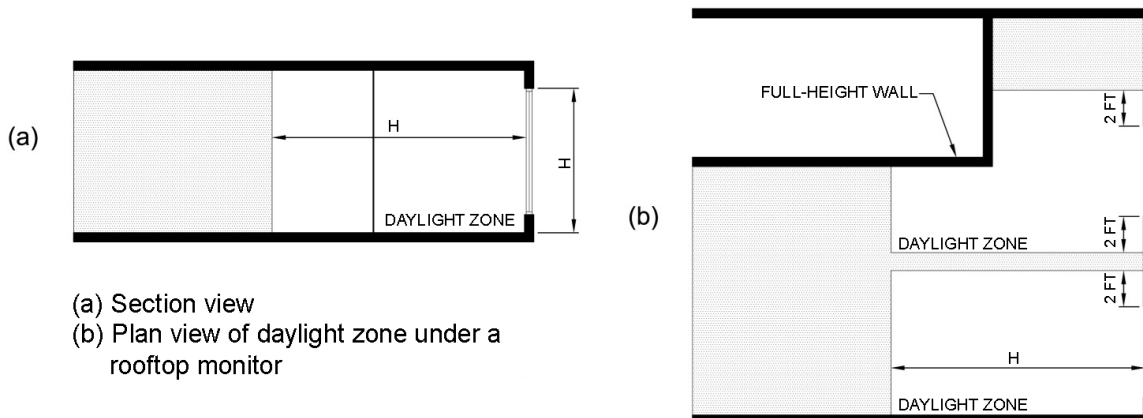 (a)
H
H
DAYLIGHT ZONE
(a) Section view
(b) Plan view of daylight zone under a
rooftop monitor
(b)
FULL-HEIGHT WALL
2 FT
DAYLIGHT ZONE
2 FT
2 FT
H
DAYLIGHT ZONE